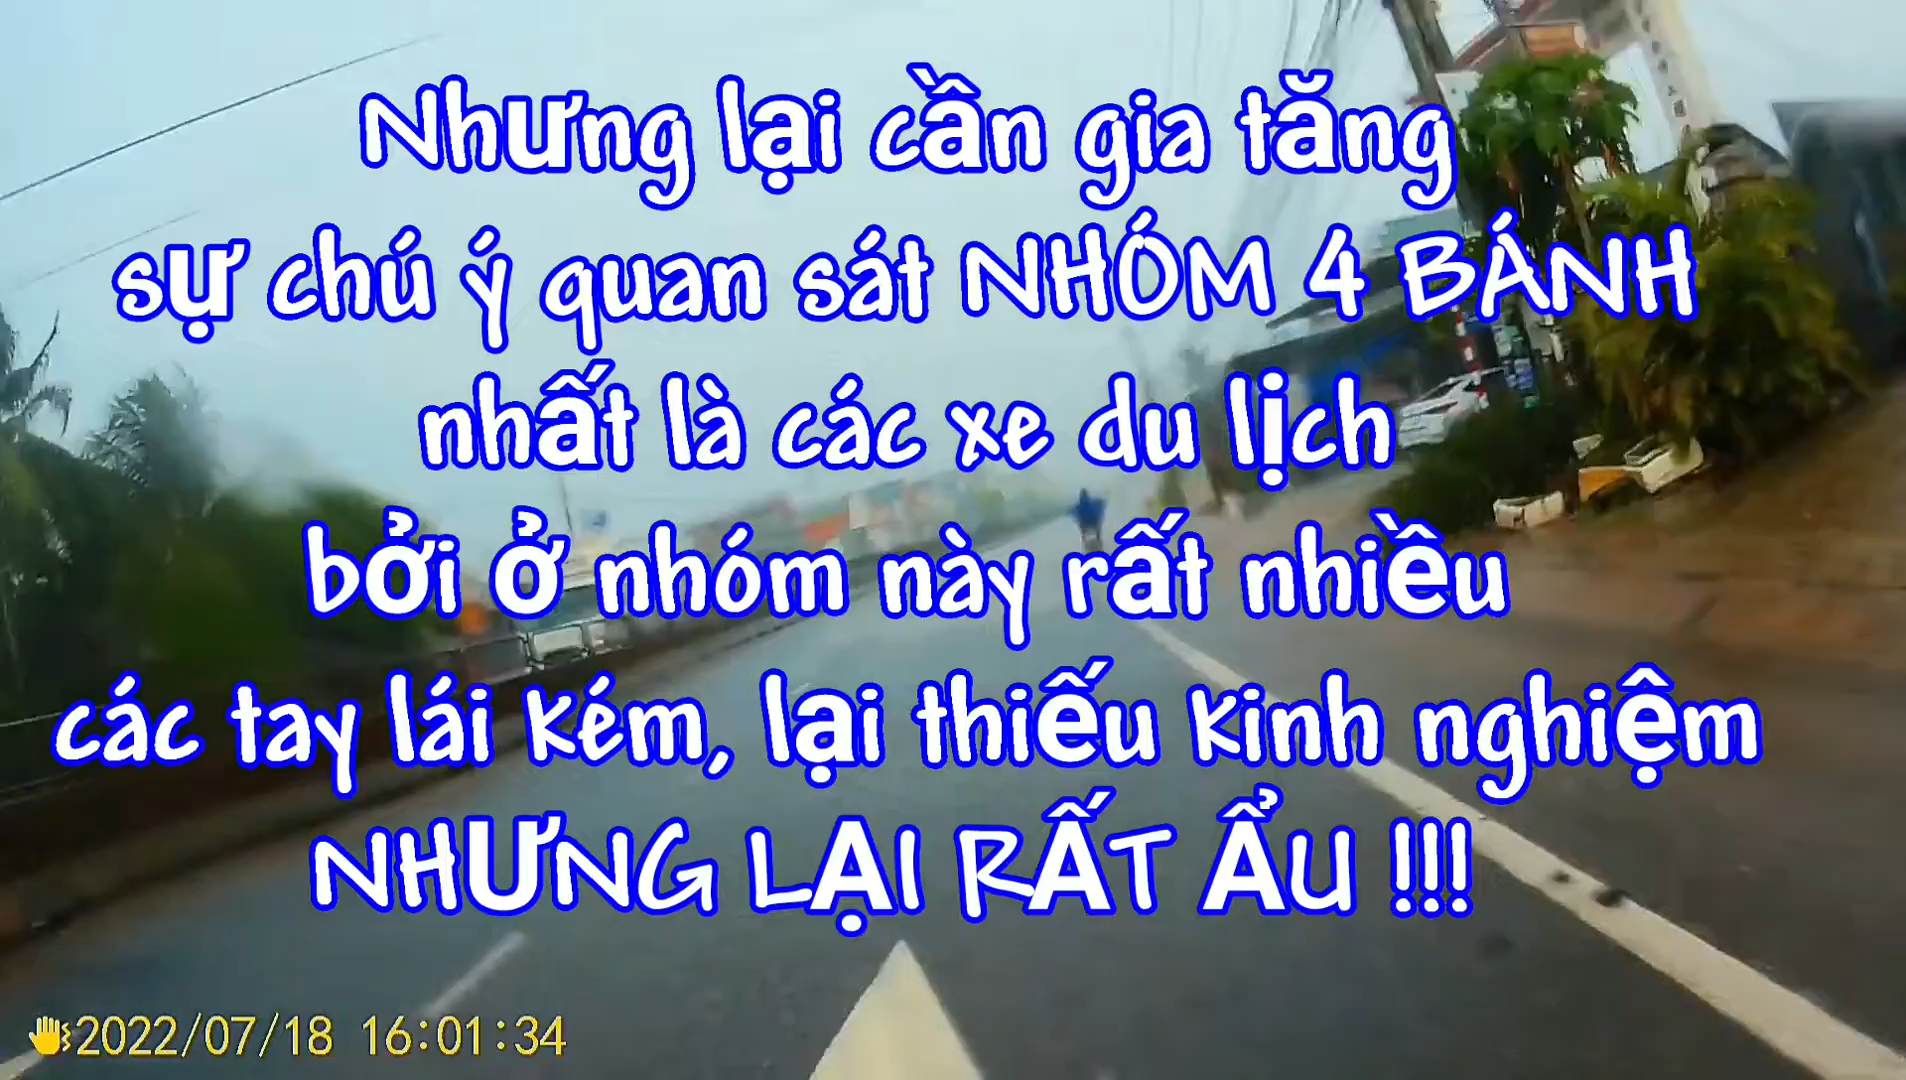 Nhưng lại cần gia tăng
sự chú ý quan sát NHÓM 4 BÁNH
nhất là các xe du lịch
bởi ở nhóm này rất nhiều
các tay lái kém, lại thiếu kinh nghiệm
NHƯNG LẠI RẤT ẨU !!!
2022/07/18 16:01:34